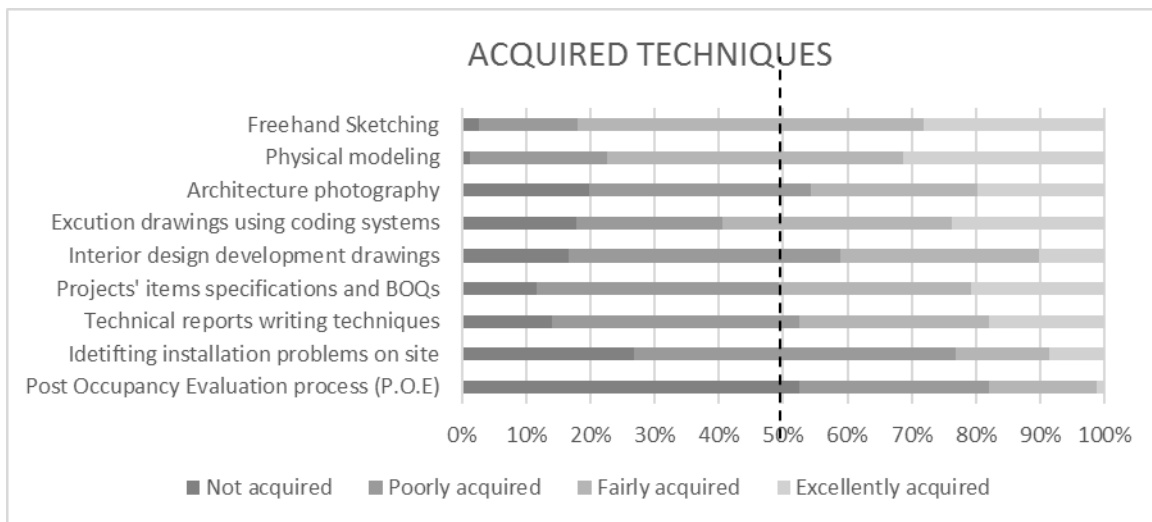 ACQUIRED TECHNIQUES
Freehand Sketching
Physical modeling
Architecture photography
Excution drawings using coding systems
Interior design development drawings
Projects' items specifications and BOQs
Technical reports writing techniques
Idetifting installation problems on site
Post Occupancy Evaluation process (P.O.E)
0% 10% 20% 30% 40% 50% 60% 70% 80% 90% 100%
Not acquired Poorly acquired Fairly acquired Excellently acquired